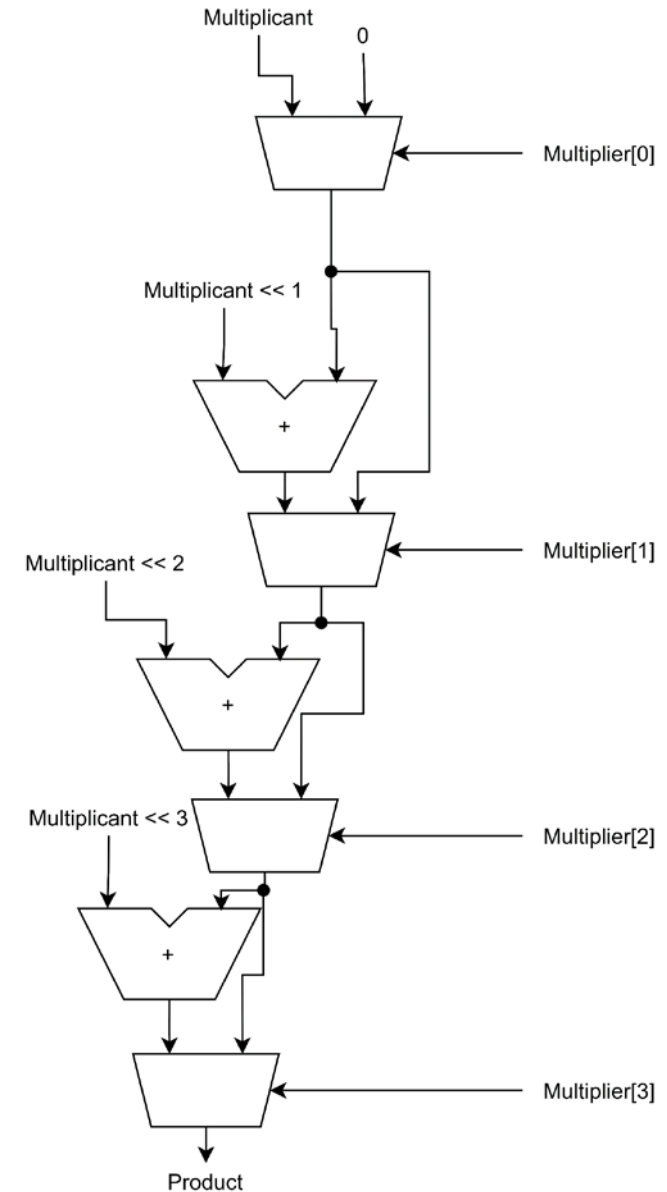 Multiplicant
0
Multiplier[0]
Multiplicant << 1
+
Multiplier[1]
Multiplicant << 2
+
Multiplicant << 3
Multiplier[2]
+
Multiplier[3]
Product